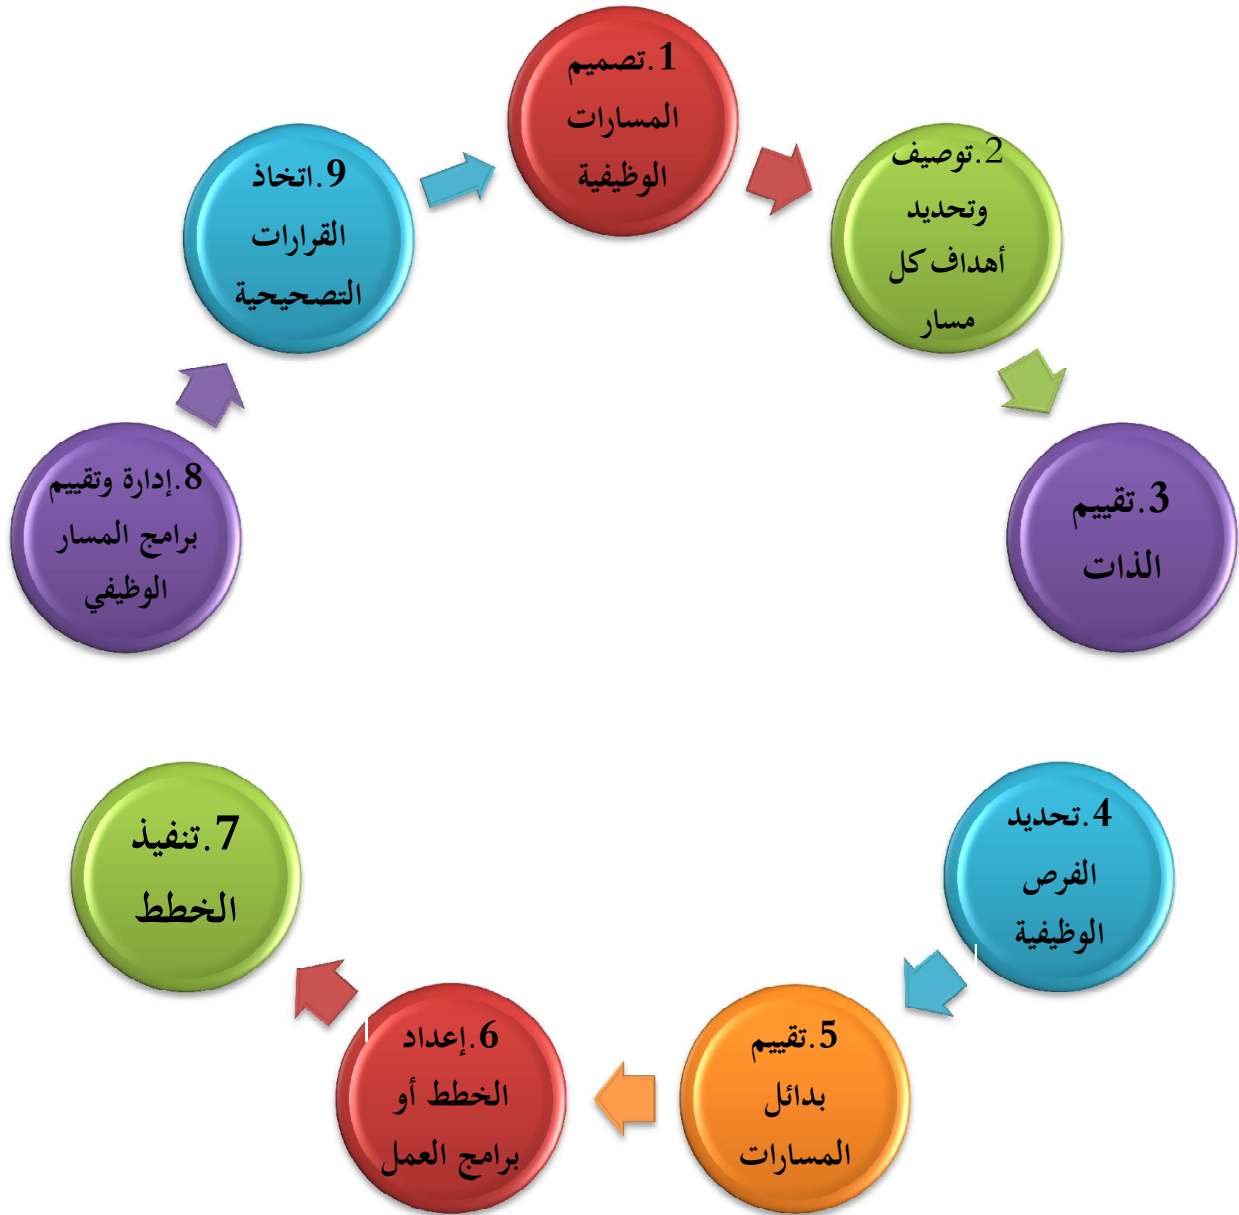 1.تصميم
المسارات
الوظيفية
2.توصيف
وتحديد
أهداف كل
مسار
3.تقييم
الذات
4.تحديد
الفرص
الوظيفية
5.تقييم
بدائل
المسارات
6.إعداد
الخطط أو
برامج العمل
7.تنفيذ
الخطط
8.إدارة وتقييم
برامج المسار
الوظيفي
9.اتخاذ
القرارات
التصحيحية